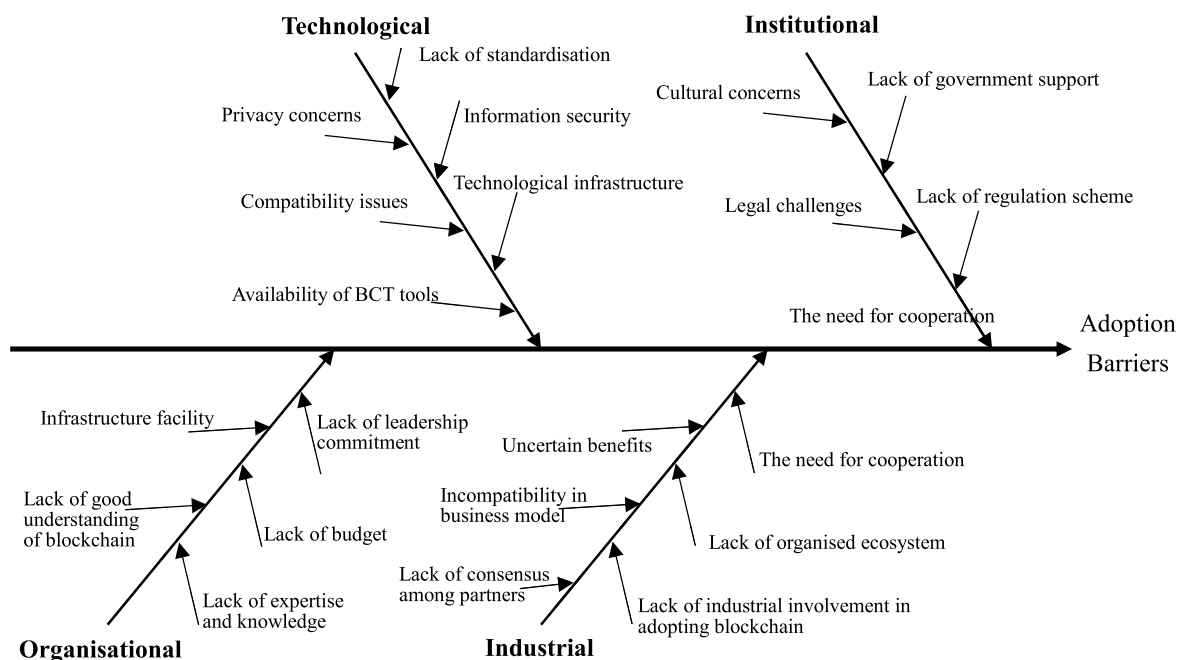 Technological
Institutional
Lack of standardisation
Lack of government support
Cultural concerns
Privacy concerns
Information security
Technological infrastructure
Compatibility issues
Lack of regulation scheme
Legal challenges
Availability of BCT tools
The need for cooperation
Adoption
Barriers
Infrastructure facility
Lack of leadership
commitment
Uncertain benefits
The need for cooperation
Lack of good
understanding
of blockchain
Lack of budget
Incompatibility in
business model
Lack of organised ecosystem
Lack of consensus
among partners
Lack of expertise
and knowledge
Lack of industrial involvement in
adopting blockchain
Organisational
Industrial